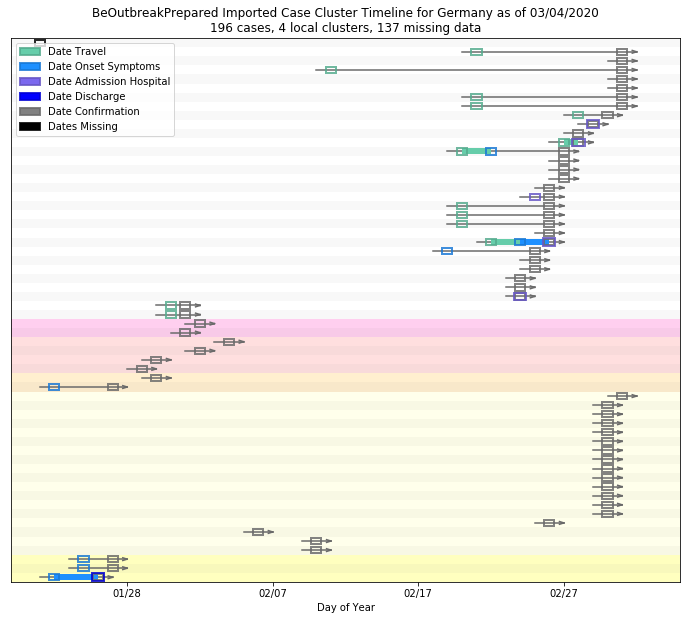 BeOutbreakPrepared Imported Case Cluster Timeline for Germany as of 03/04/2020
196 cases, 4 local clusters, 137 missing data
Date Travel
Date Onset Symptoms
Date Admission Hospital
Date Discharge
Date Confirmation
Dates Missing
01/28 02/07 02/17 02/27
Day of Year